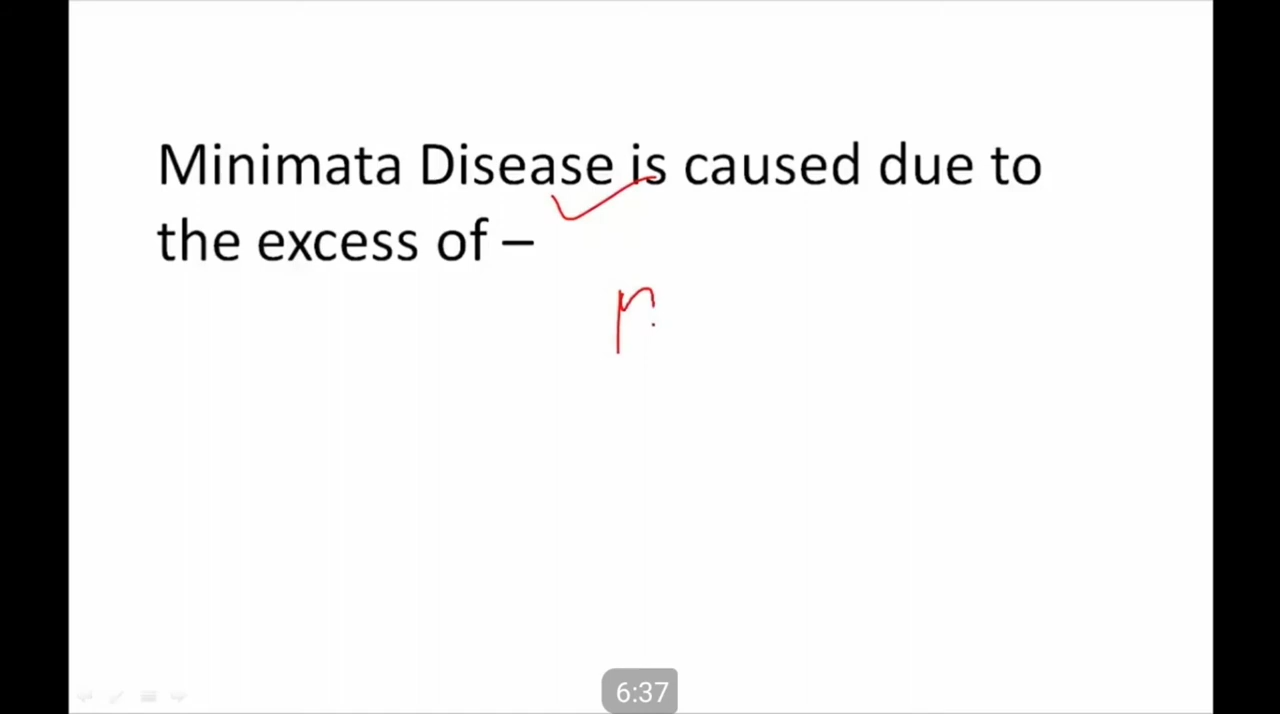 Minimata Disease is caused due to
the excess of –
6:37